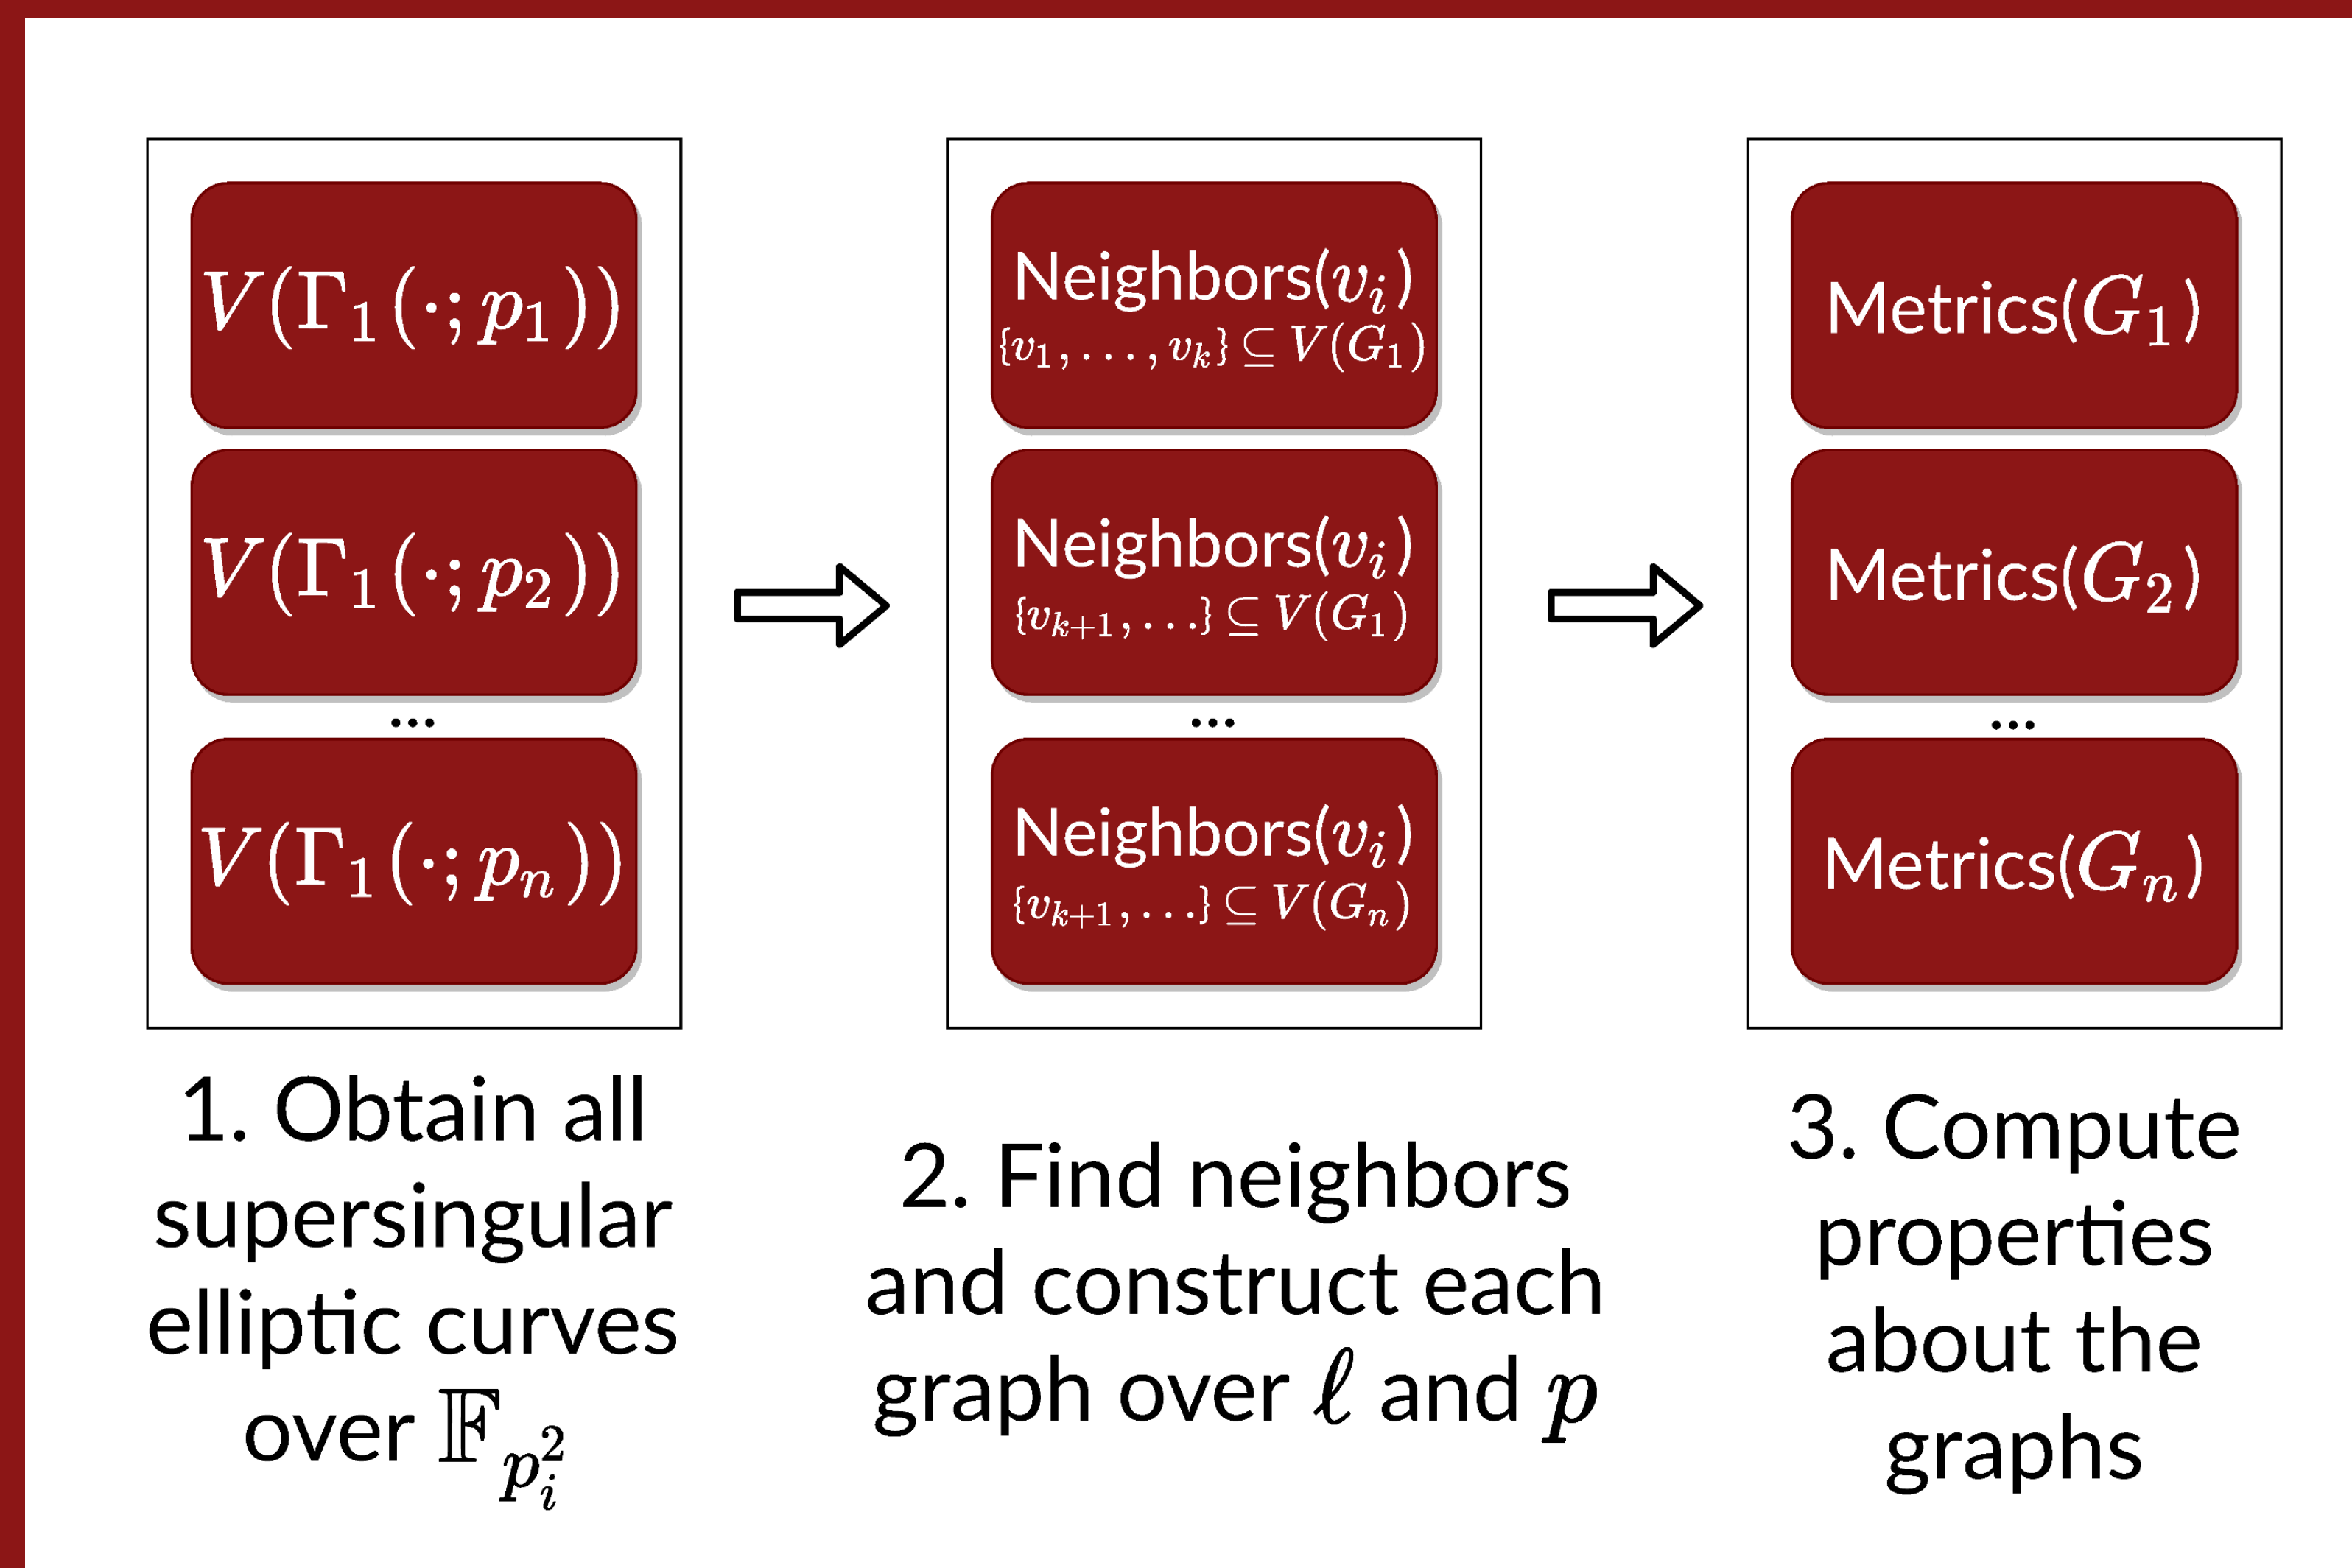 V(Γ₁(·; p₁))
V(Γ₁(·; p₂))
...
V(Γ₁(·; pₙ))
1. Obtain all
supersingular
elliptic curves
over 𝔽_{p_i^2}
Neighbors(vᵢ)
{v₁, . . . , vₖ} ⊆ V(G₁)
Neighbors(vᵢ)
{vₖ₊₁, . . .} ⊆ V(G₁)
...
Neighbors(vᵢ)
{vₖ₊₁, . . .} ⊆ V(Gₙ)
2. Find neighbors
and construct each
graph over ℓ and p
Metrics(G₁)
Metrics(G₂)
...
Metrics(Gₙ)
3. Compute
properties
about the
graphs